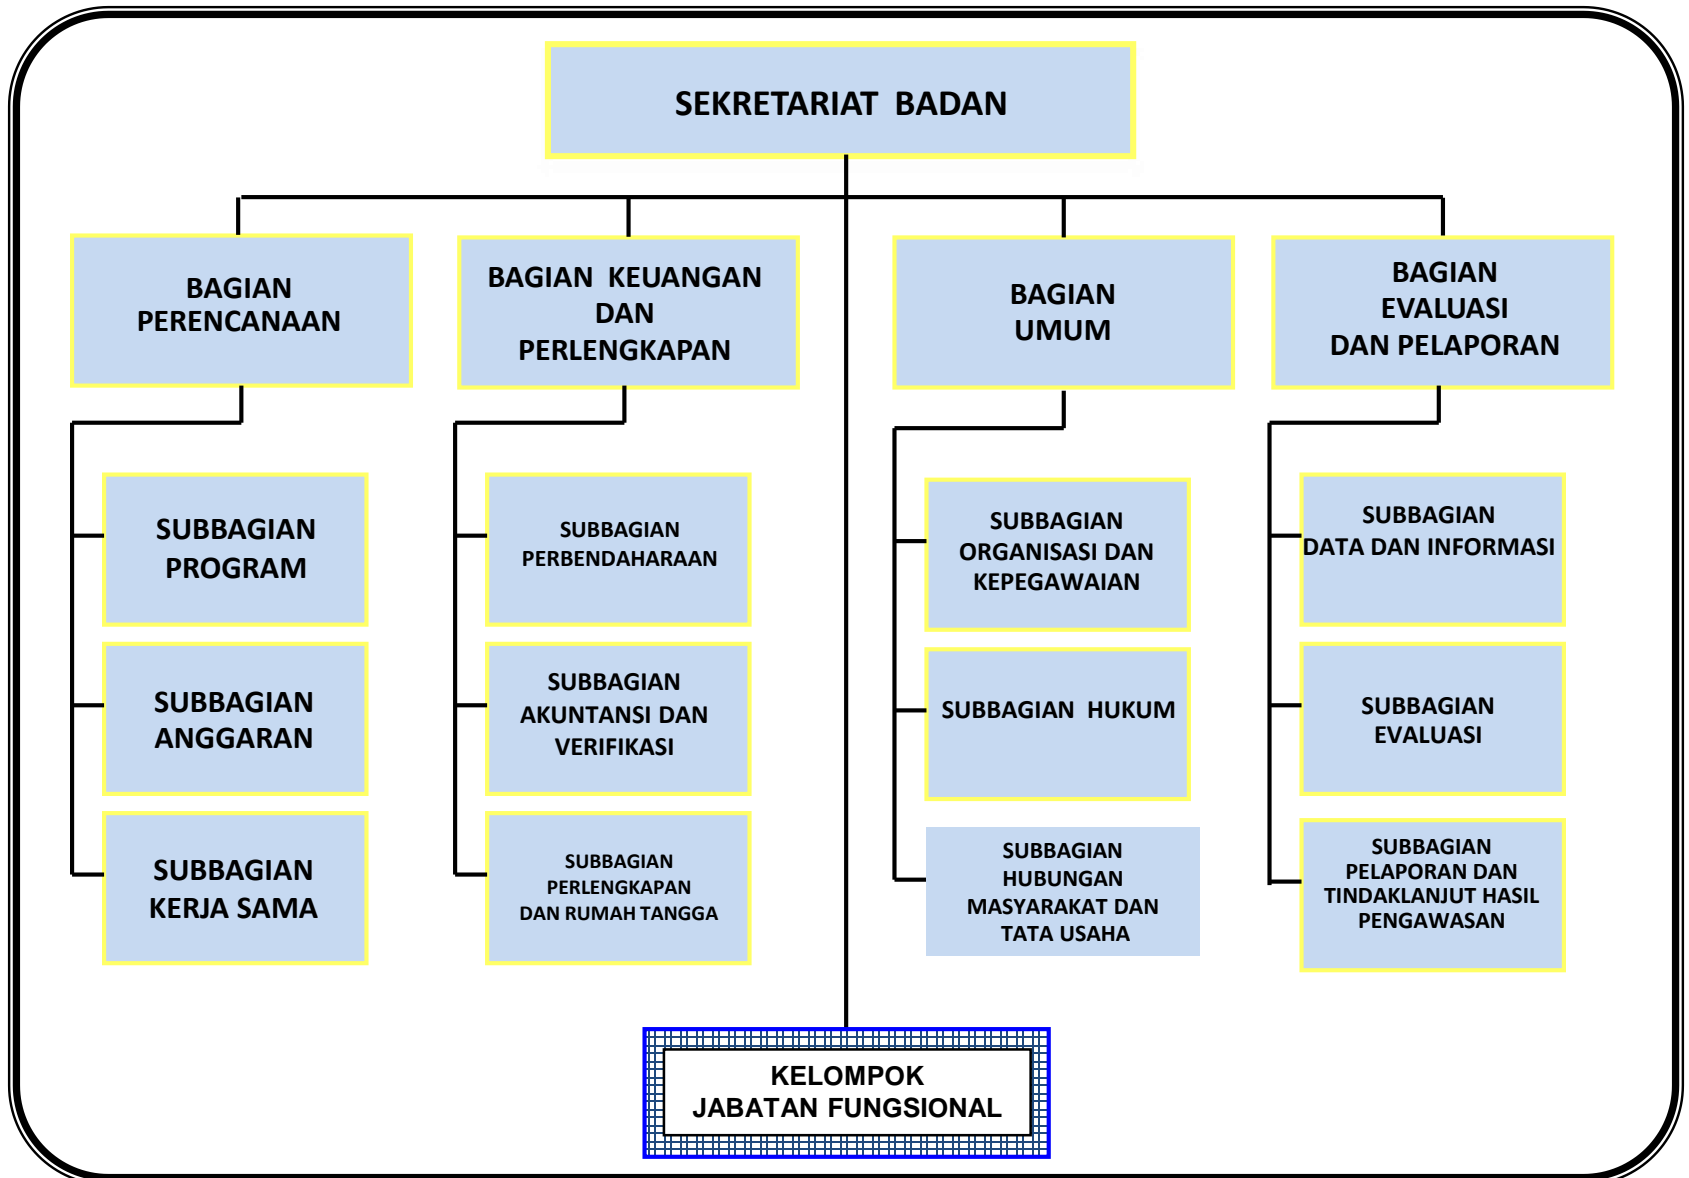 SEKRETARIAT BADAN
BAGIAN
PERENCANAAN
BAGIAN KEUANGAN
DAN
PERLENGKAPAN
BAGIAN
UMUM
BAGIAN
EVALUASI
DAN PELAPORAN
SUBBAGIAN
PROGRAM
SUBBAGIAN
ANGGARAN
SUBBAGIAN
KERJA SAMA
SUBBAGIAN
PERBENDAHARAAN
SUBBAGIAN
AKUNTANSI DAN
VERIFIKASI
SUBBAGIAN
PERLENGKAPAN
DAN RUMAH TANGGA
SUBBAGIAN
ORGANISASI DAN
KEPEGAWAIAN
SUBBAGIAN HUKUM
SUBBAGIAN
HUBUNGAN
MASYARAKAT DAN
TATA USAHA
SUBBAGIAN
DATA DAN INFORMASI
SUBBAGIAN
EVALUASI
SUBBAGIAN
PELAPORAN DAN
TINDAKLANJUT HASIL
PENGAWASAN
KELOMPOK
JABATAN FUNGSIONAL